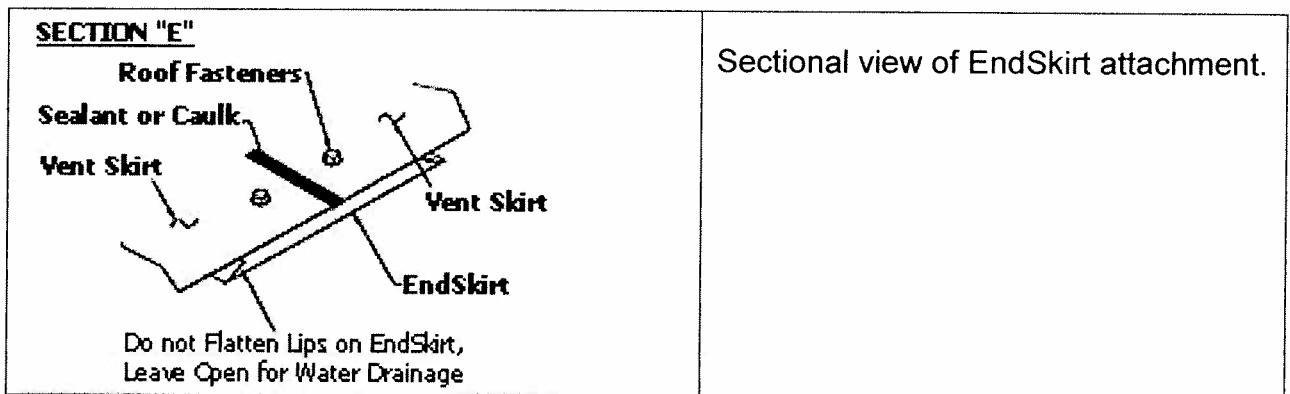 SECTION "E"
Roof Fasteners
Sealant or Caulk
Vent Skirt
Vent Skirt
EndSkirt
Do not Flatten Lips on EndSkirt,
Leave Open for Water Drainage
Sectional view of EndSkirt attachment.